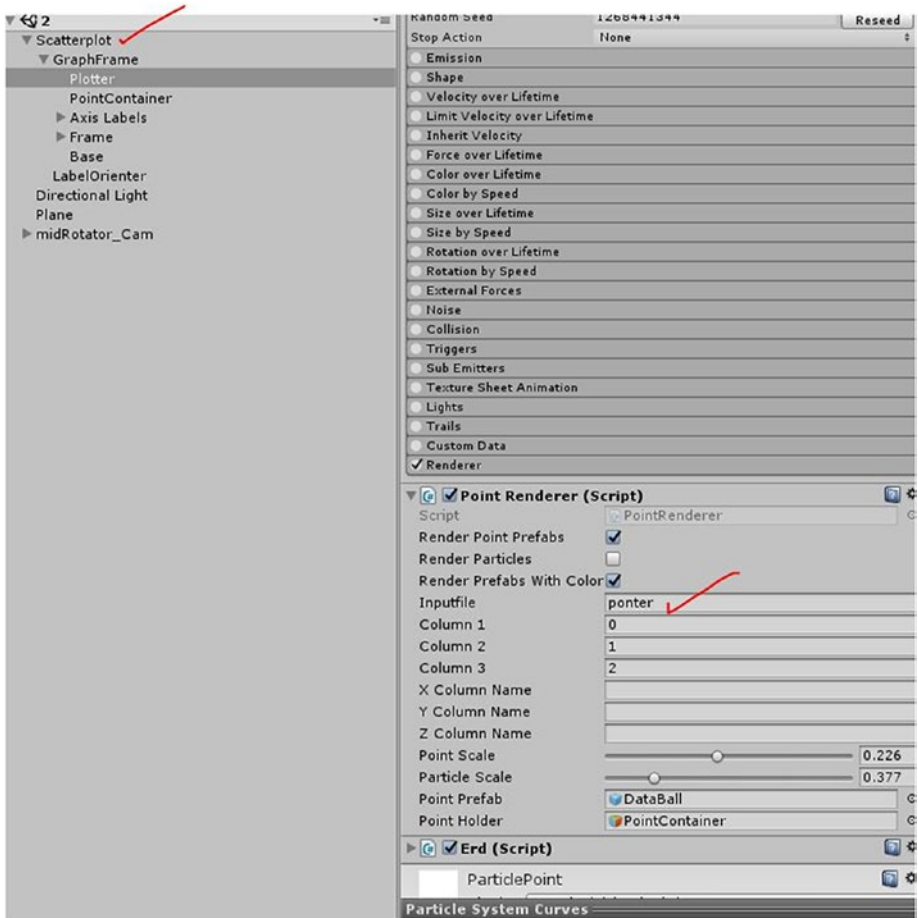 2
Scatterplot
GraphFrame
Plotter
PointContainer
Axis Labels
Frame
Base
LabelOrienter
Directional Light
Plane
midRotator_Cam
Random Seed 1268441344 Reseed
Stop Action None
Emission
Shape
Velocity over Lifetime
Limit Velocity over Lifetime
Inherit Velocity
Force over Lifetime
Color over Lifetime
Color by Speed
Size over Lifetime
Size by Speed
Rotation over Lifetime
Rotation by Speed
External Forces
Noise
Collision
Triggers
Sub Emitters
Texture Sheet Animation
Lights
Trails
Custom Data
Renderer
Point Renderer (Script)
Script PointRenderer
Render Point Prefabs
Render Particles
Render Prefabs With Color
Inputfile ponter
Column 1 0
Column 2 1
Column 3 2
X Column Name
Y Column Name
Z Column Name
Point Scale 0.226
Particle Scale 0.377
Point Prefab DataBall
Point Holder PointContainer
Erd (Script)
ParticlePoint
Particle System Curves